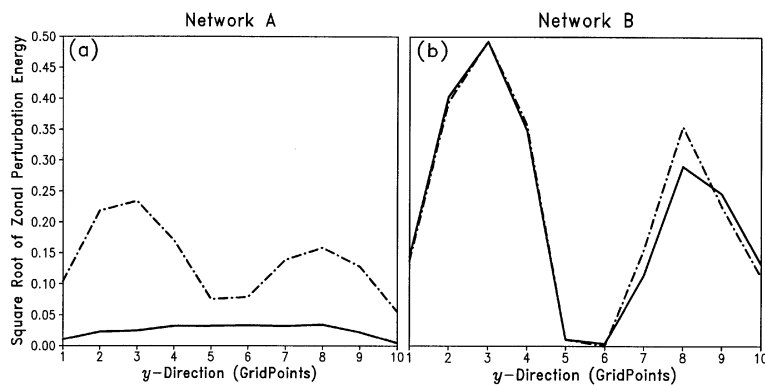 Network A
Network B
Square Root of Zonal Perturbation Energy
0.50
0.45
0.40
0.35
0.30
0.25
0.20
0.15
0.10
0.05
0.00
(a)
(b)
1 2 3 4 5 6 7 8 9 10
1 2 3 4 5 6 7 8 9 10
y-Direction (GridPoints)
y-Direction (GridPoints)